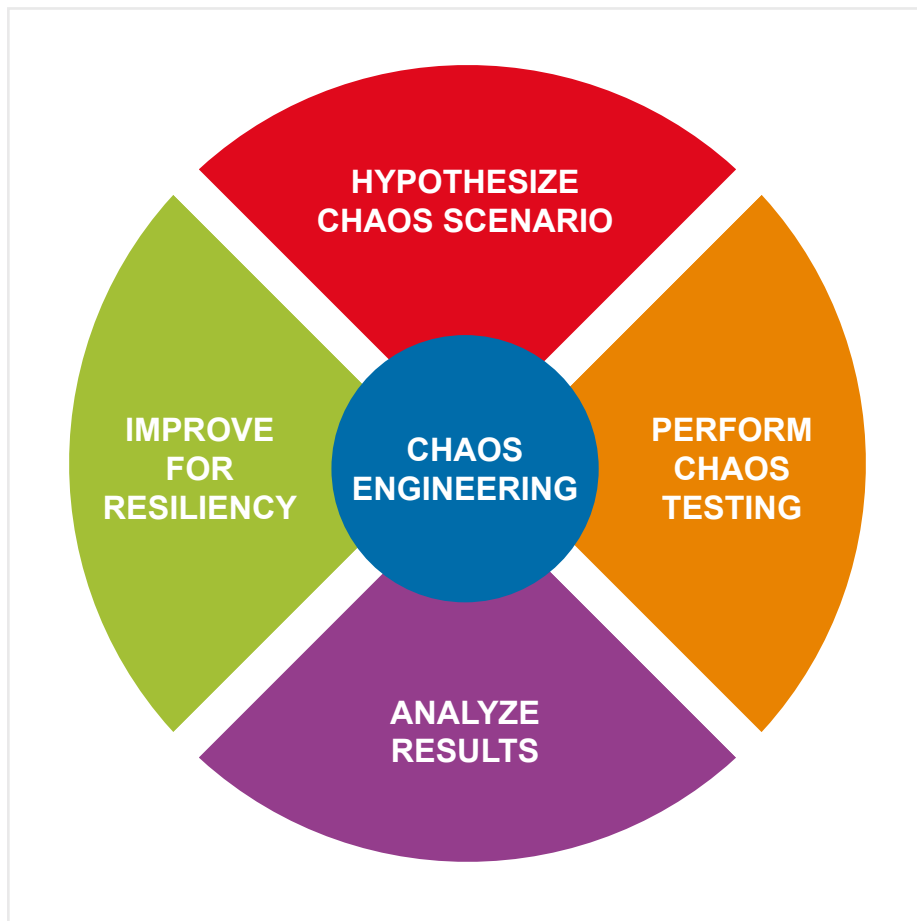 HYPOTHESIZE
CHAOS SCENARIO
PERFORM
CHAOS
TESTING
ANALYZE
RESULTS
IMPROVE
FOR
RESILIENCY
CHAOS
ENGINEERING